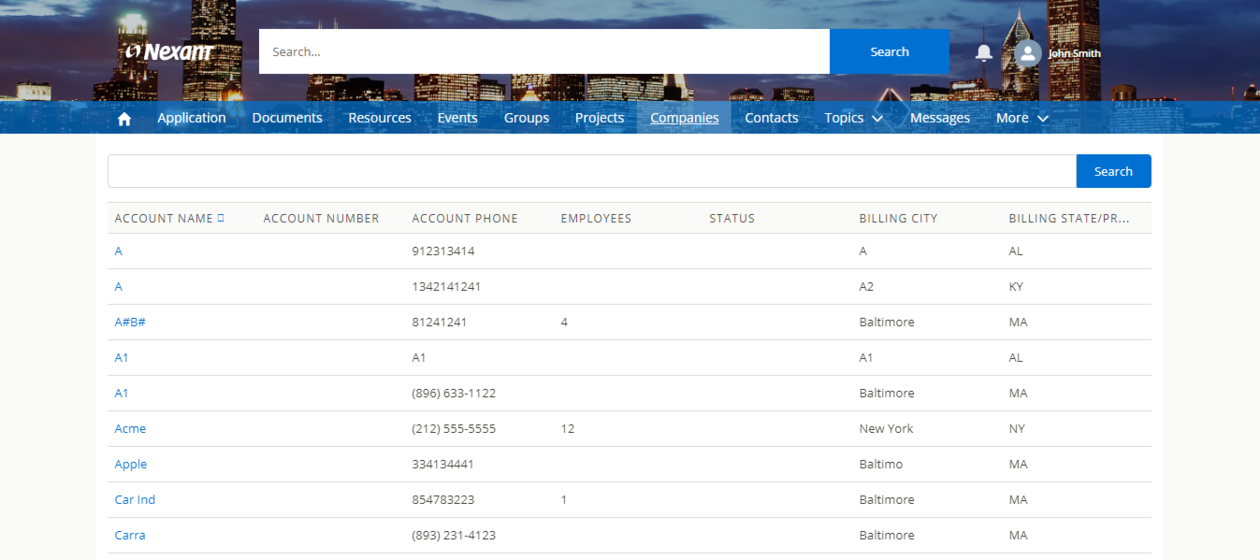 Nexant Search... Search John Smith
Application Documents Resources Events Groups Projects Companies Contacts Topics Messages More
Search
ACCOUNT NAME ACCOUNT NUMBER ACCOUNT PHONE EMPLOYEES STATUS BILLING CITY BILLING STATE/PR...
A 912313414 A AL
A 1342141241 A2 KY
A#B# 81241241 4 Baltimore MA
A1 A1 A1 AL
A1 (896) 633-1122 Baltimore MA
Acme (212) 555-5555 12 New York NY
Apple 334134441 Baltimo MA
Car Ind 854783223 1 Baltimore MA
Carra (893) 231-4123 Baltimore MA